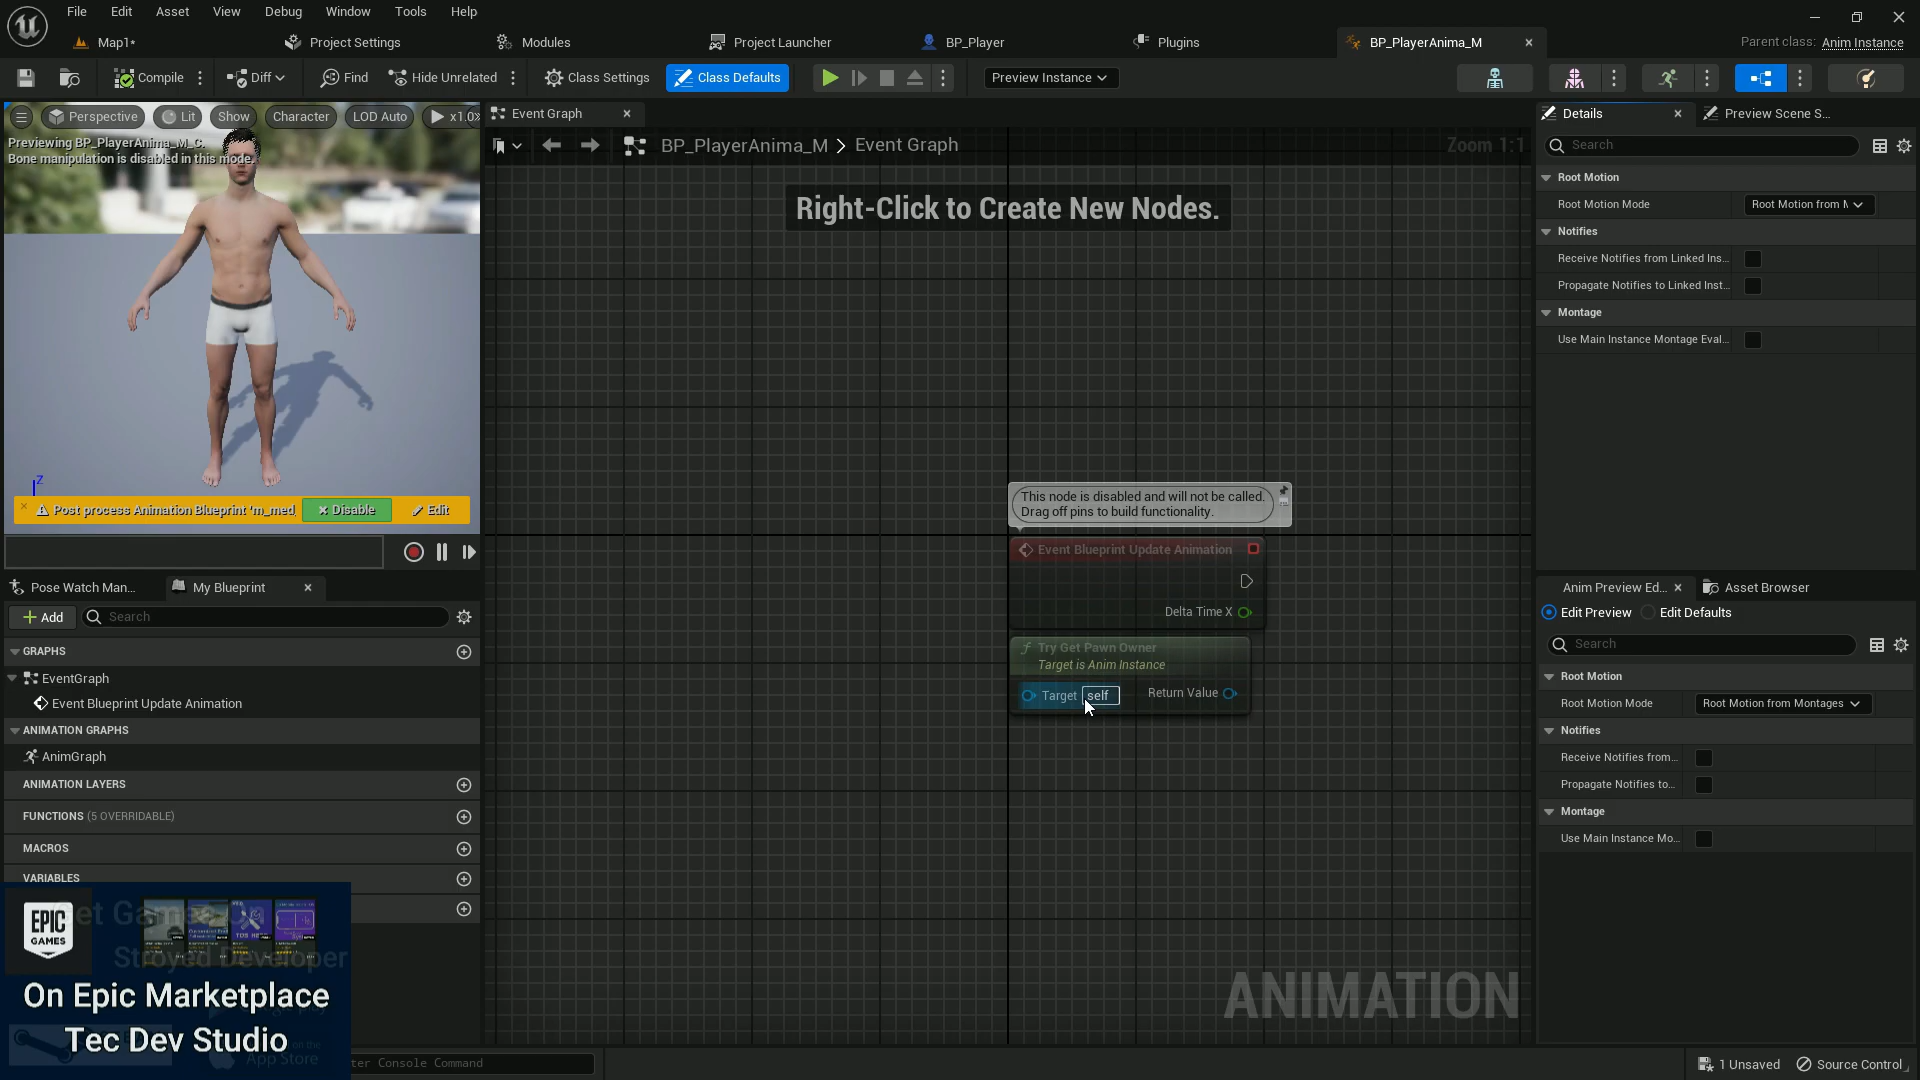 File Edit Asset View Debug Window Tools Help
Map1* Project Settings Modules Project Launcher BP_Player Plugins BP_PlayerAnima_M Parent class: Anim Instance
Compile Diff Find Hide Unrelated Class Settings Class Defaults Preview Instance
Perspective Lit Show Character LOD Auto x1.0
Previewing BP_PlayerAnima_M_C.
Bone manipulation is disabled in this mode.
Z
Post process Animation Blueprint 'm_med Disable Edit
Pose Watch Man... My Blueprint
Add Search
GRAPHS
EventGraph
Event Blueprint Update Animation
ANIMATION GRAPHS
AnimGraph
ANIMATION LAYERS
FUNCTIONS (5 OVERRIDABLE)
MACROS
VARIABLES
EPIC GAMES
Stroyed Developer
On Epic Marketplace
Tec Dev Studio
App Store
ter Console Command
Event Graph
BP_PlayerAnima_M > Event Graph Zoom 1:1
Right-Click to Create New Nodes.
This node is disabled and will not be called.
Drag off pins to build functionality.
Event Blueprint Update Animation
Delta Time X
Try Get Pawn Owner
Target is Anim Instance
Target self Return Value
ANIMATION
Details Preview Scene S...
Search
Root Motion
Root Motion Mode Root Motion from M
Notifies
Receive Notifies from Linked Ins...
Propagate Notifies to Linked Inst...
Montage
Use Main Instance Montage Eval...
Anim Preview Ed... Asset Browser
Edit Preview Edit Defaults
Search
Root Motion
Root Motion Mode Root Motion from Montages
Notifies
Receive Notifies from...
Propagate Notifies to...
Montage
Use Main Instance Mo...
1 Unsaved Source Control